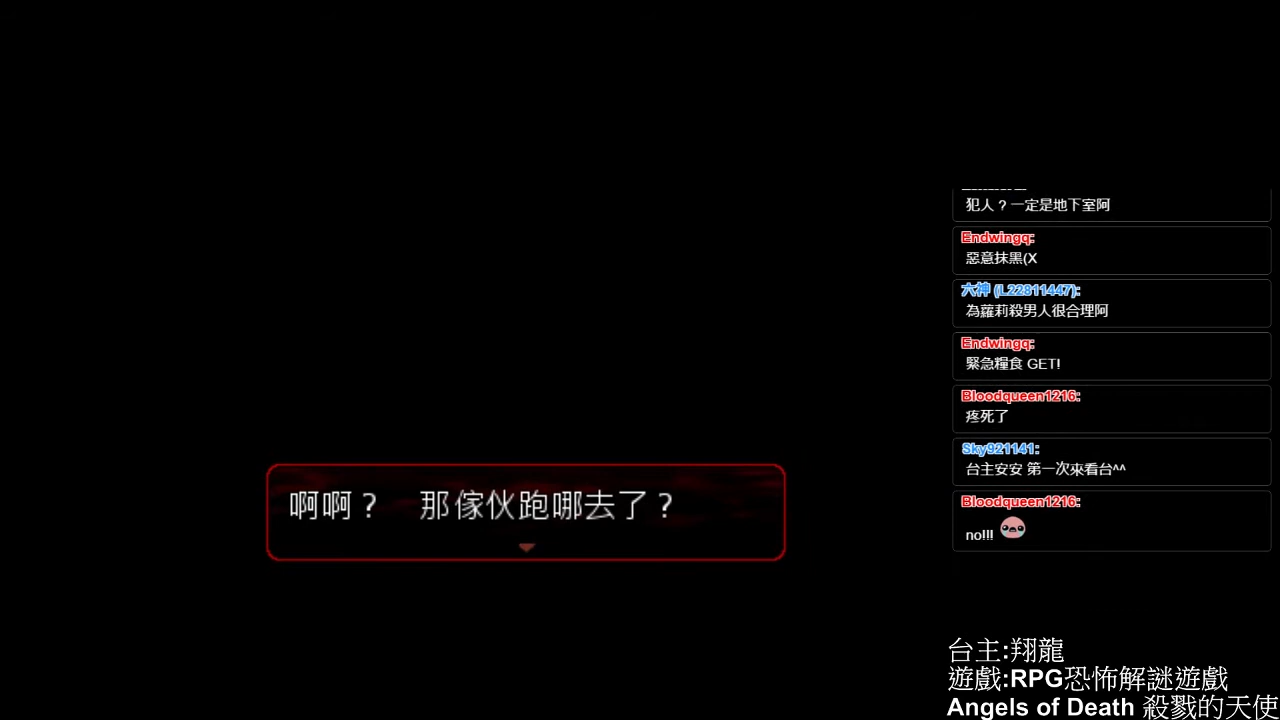 犯人？一定是地下室阿
Endwingq:
惡意抹黑(X
六神 (L22811447):
為蘿莉殺男人很合理阿
Endwingq:
緊急糧食 GET!
Bloodqueen1216:
疼死了
Sky921141:
台主安安 第一次來看台^^
Bloodqueen1216:
no!!!
啊啊？　那傢伙跑哪去了？
台主:翔龍
遊戲:RPG恐怖解謎遊戲
Angels of Death 殺戮的天使